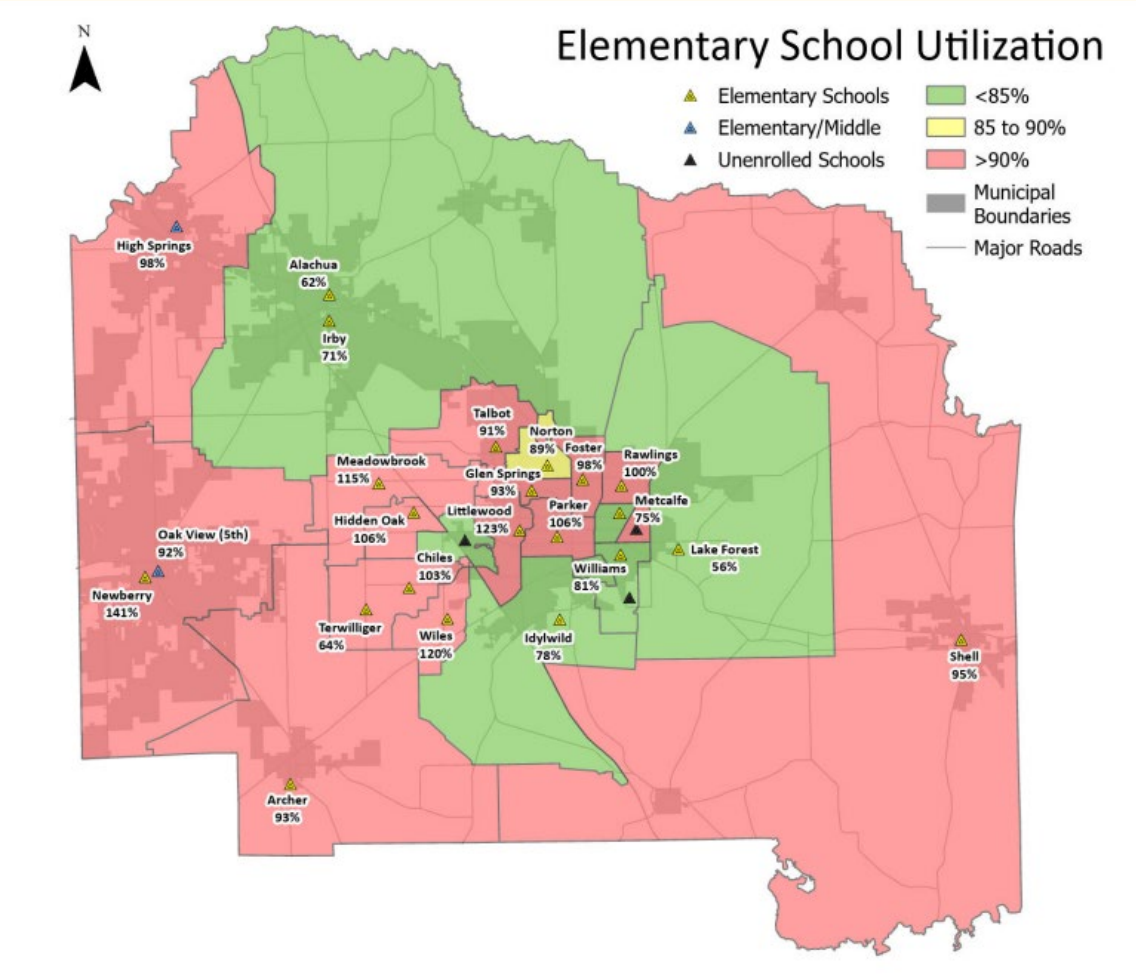 N
Elementary School Utilization
Elementary Schools
Elementary/Middle
Unenrolled Schools
<85%
85 to 90%
>90%
Municipal
Boundaries
Major Roads
High Springs
98%
Alachua
62%
Irby
71%
Talbot
91%
Norton
89%
Foster
98%
Rawlings
100%
Meadowbrook
115%
Glen Springs
93%
Metcalfe
75%
Parker
106%
Littlewood
123%
Hidden Oak
106%
Oak View (5th)
92%
Newberry
141%
Chiles
103%
Lake Forest
56%
Williams
81%
Terwilliger
64%
Wiles
120%
Idylwild
78%
Shell
95%
Archer
93%